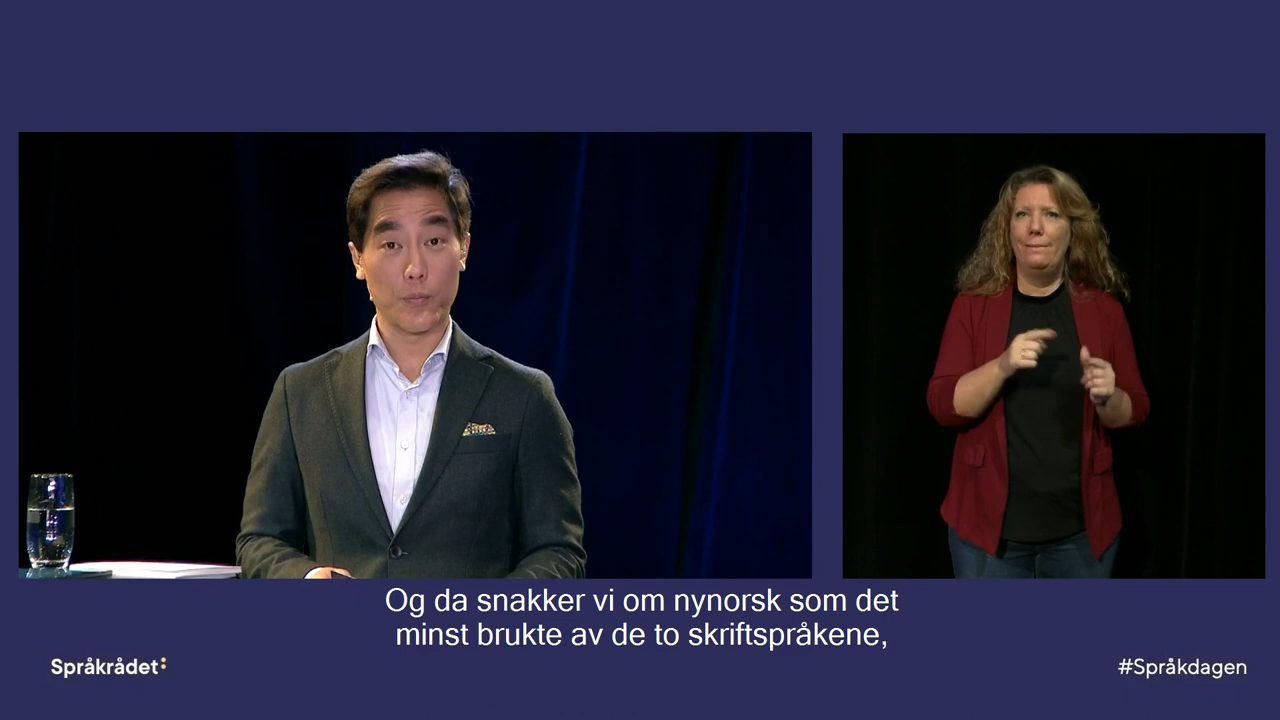 Og da snakker vi om nynorsk som det
minst brukte av de to skriftspråkene,
Språkrådet:
#Språkdagen